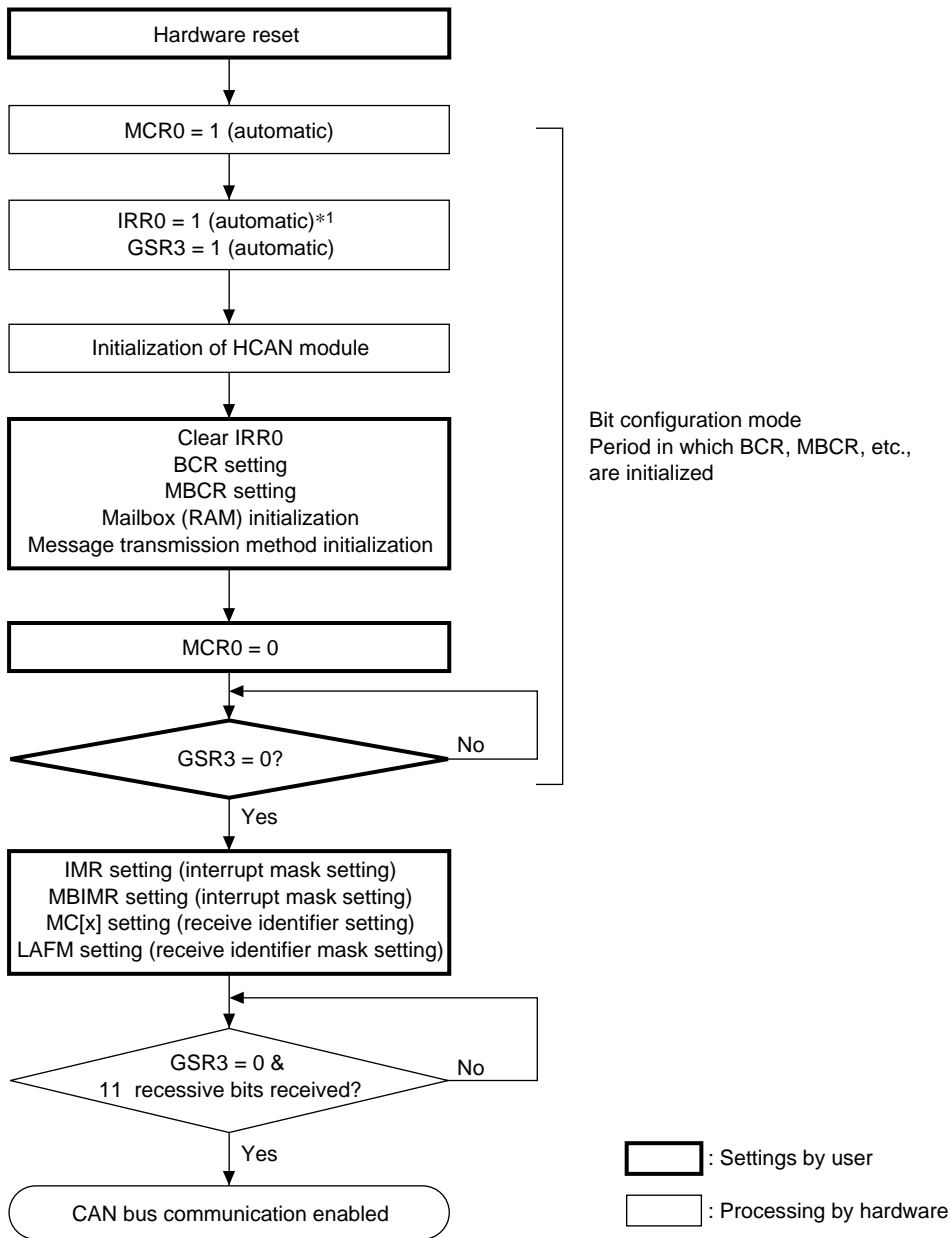 Hardware reset
MCR0 = 1 (automatic)
IRR0 = 1 (automatic)*1
GSR3 = 1 (automatic)
Initialization of HCAN module
Clear IRR0
BCR setting
MBCR setting
Mailbox (RAM) initialization
Message transmission method initialization
Bit configuration mode
Period in which BCR, MBCR, etc.,
are initialized
MCR0 = 0
GSR3 = 0?
No
Yes
IMR setting (interrupt mask setting)
MBIMR setting (interrupt mask setting)
MC[x] setting (receive identifier setting)
LAFM setting (receive identifier mask setting)
GSR3 = 0 &
11 recessive bits received?
No
Yes
CAN bus communication enabled
: Settings by user
: Processing by hardware